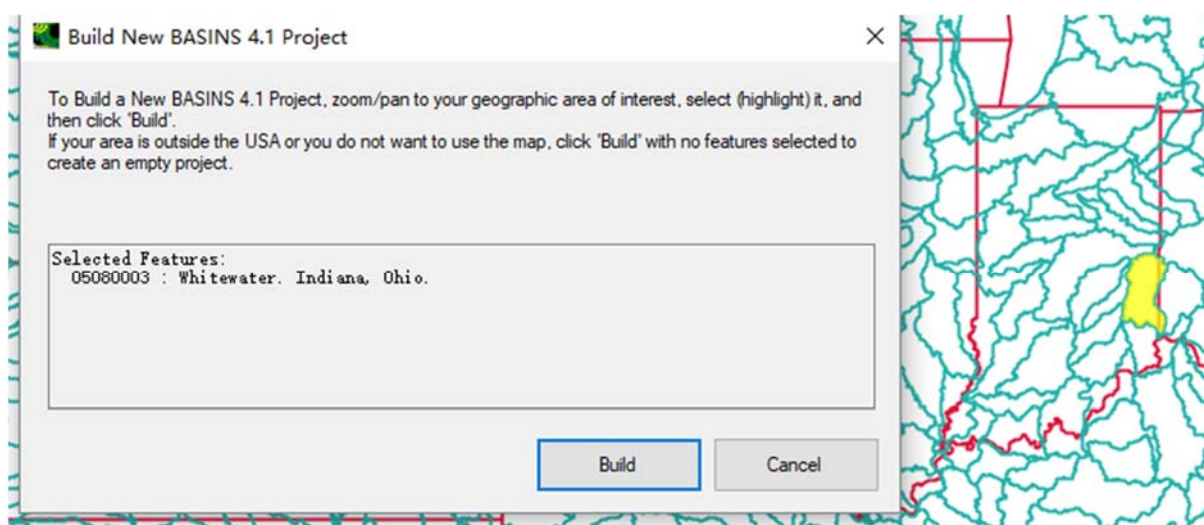 Build New BASINS 4.1 Project
To Build a New BASINS 4.1 Project, zoom/pan to your geographic area of interest, select (highlight) it, and
then click 'Build'.
If your area is outside the USA or you do not want to use the map, click 'Build' with no features selected to
create an empty project.
Selected Features:
05080003 : Whitewater. Indiana, Ohio.
Build
Cancel